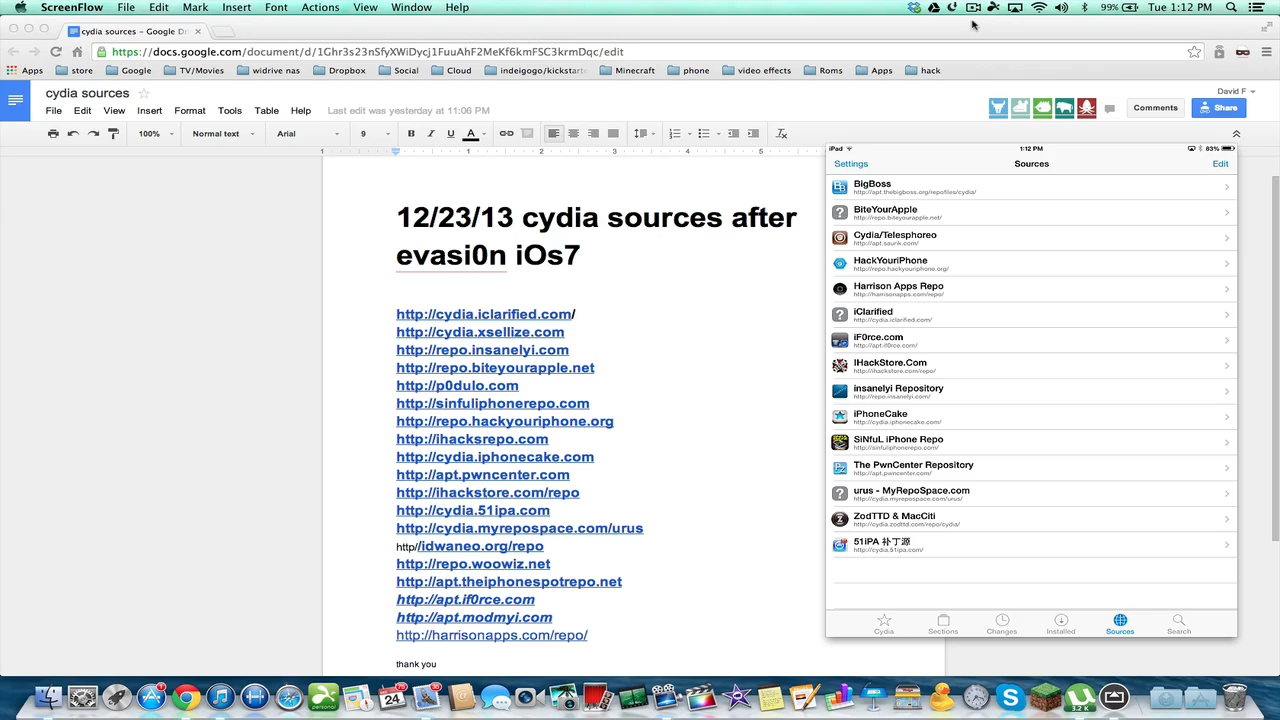 ScreenFlow File Edit Mark Insert Font Actions View Window Help 99% Tue 1:12 PM
cydia sources – Google Dr
https://docs.google.com/document/d/1Ghr3s23nSfyXWiDycj1FuuAhF2MeKf6kmFSC3krmDqc/edit
Apps store Google TV/Movies widrive nas Dropbox Social Cloud indeigogo/kickstart Minecraft phone video effects Roms Apps hack
cydia sources
David F
File Edit View Insert Format Tools Table Help Last edit was yesterday at 11:06 PM
Comments Share
100% Normal text Arial 9 B I U A
1 1 2 3 4 5
12/23/13 cydia sources after
evasi0n iOs7
http://cydia.iclarified.com/
http://cydia.xsellize.com
http://repo.insanelyi.com
http://repo.biteyourapple.net
http://p0dulo.com
http://sinfuliphonerepo.com
http://repo.hackyouriphone.org
http://ihacksrepo.com
http://cydia.iphonecake.com
http://apt.pwncenter.com
http://ihackstore.com/repo
http://cydia.51ipa.com
http://cydia.myrepospace.com/urus
http//idwaneo.org/repo
http://repo.woowiz.net
http://apt.theiphonespotrepo.net
http://apt.if0rce.com
http://apt.modmyi.com
http://harrisonapps.com/repo/
thank you
iPad 1:12 PM 83%
Settings Sources Edit
BigBoss
http://apt.thebigboss.org/repofiles/cydia/
BiteYourApple
http://repo.biteyourapple.net/
Cydia/Telesphoreo
http://apt.saurik.com/
HackYouriPhone
http://repo.hackyouriphone.org/
Harrison Apps Repo
http://harrisonapps.com/repo/
iClarified
http://cydia.iclarified.com/
iF0rce.com
http://apt.if0rce.com/
IHackStore.Com
http://ihackstore.com/repo/
insanelyi Repository
http://repo.insanelyi.com/
iPhoneCake
http://cydia.iphonecake.com/
SiNfuL iPhone Repo
http://sinfuliphonerepo.com/
The PwnCenter Repository
http://apt.pwncenter.com/
urus - MyRepoSpace.com
http://cydia.myrepospace.com/urus/
ZodTTD & MacCiti
http://cydia.zodttd.com/repo/cydia/
51iPA 补丁源
http://cydia.51ipa.com/
Cydia Sections Changes Installed Sources Search
personal 24 3.2 K